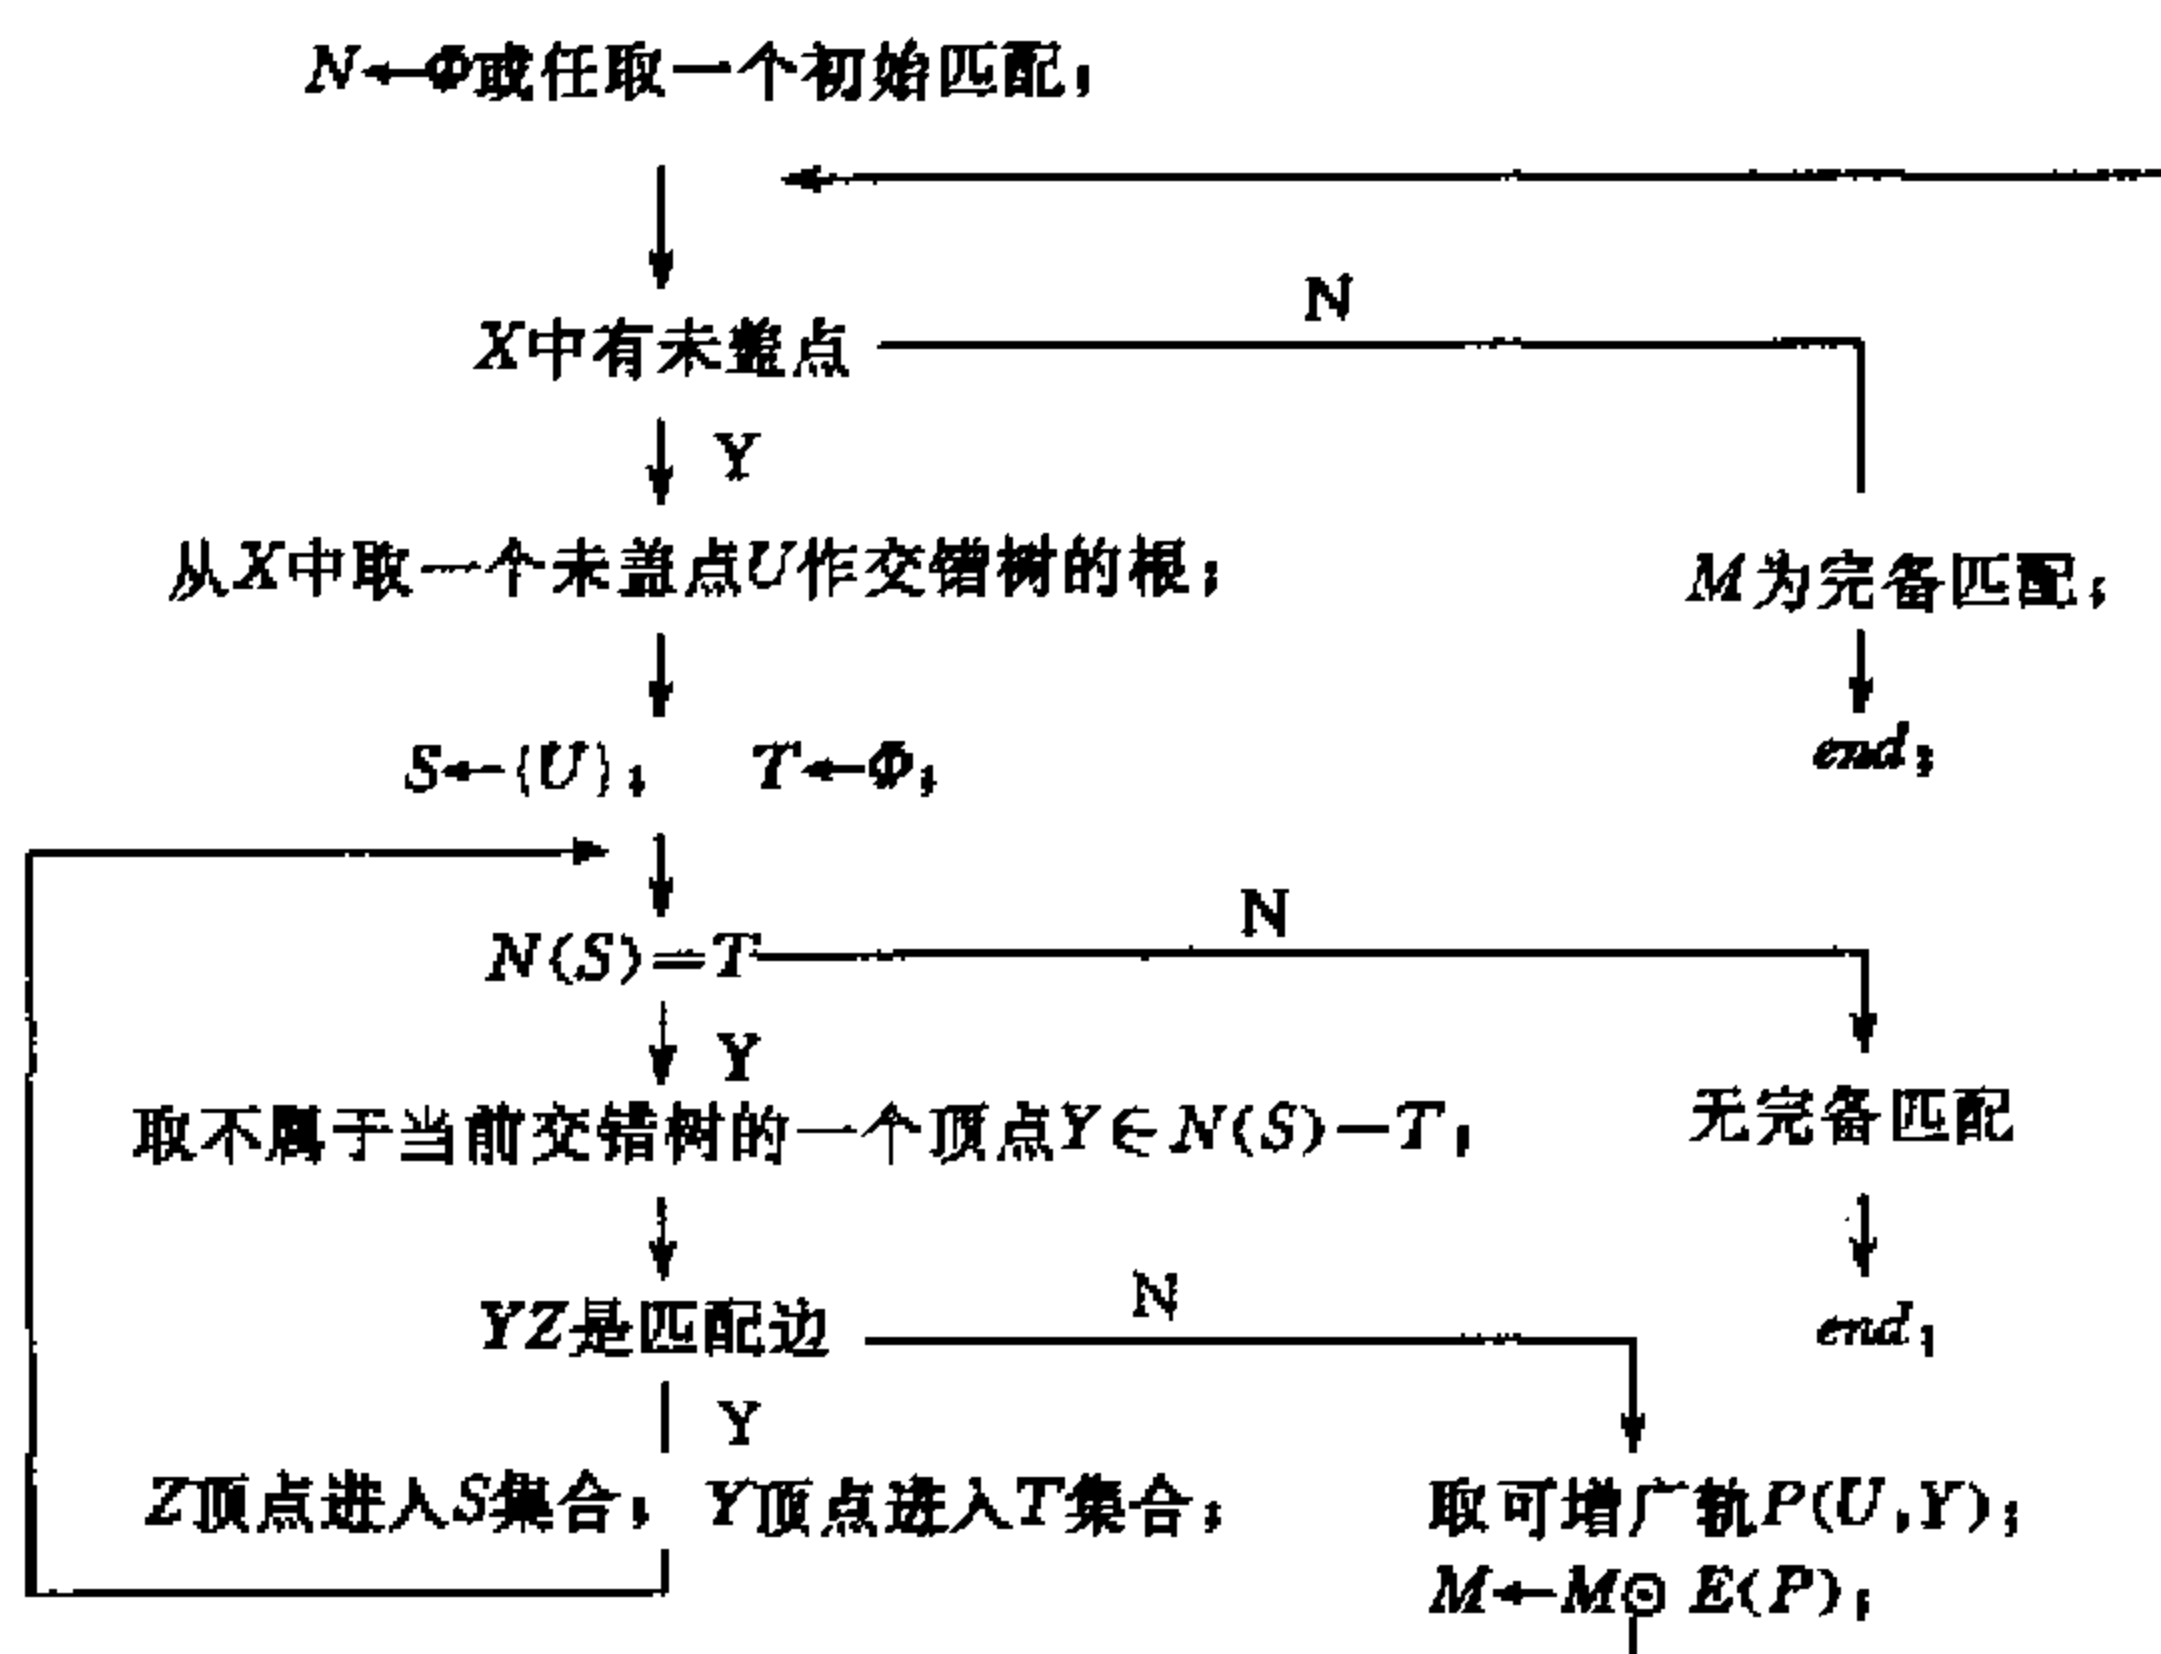 N←Φ或任取一个初始匹配;
N
X中有未盖点
Y
从X中取一个未盖点U作交错树的根;
M为完备匹配;
S←{U}; T←Φ;
end;
N
N(S)=T
Y
取不属于当前交错树的一个顶点Y∈N(S)−T;
无完备匹配
N
YZ是匹配边
end;
Y
Z顶点进入S集合; Y顶点进入T集合;
取可增广轨P(U,Y);
M←M⊙E(P);